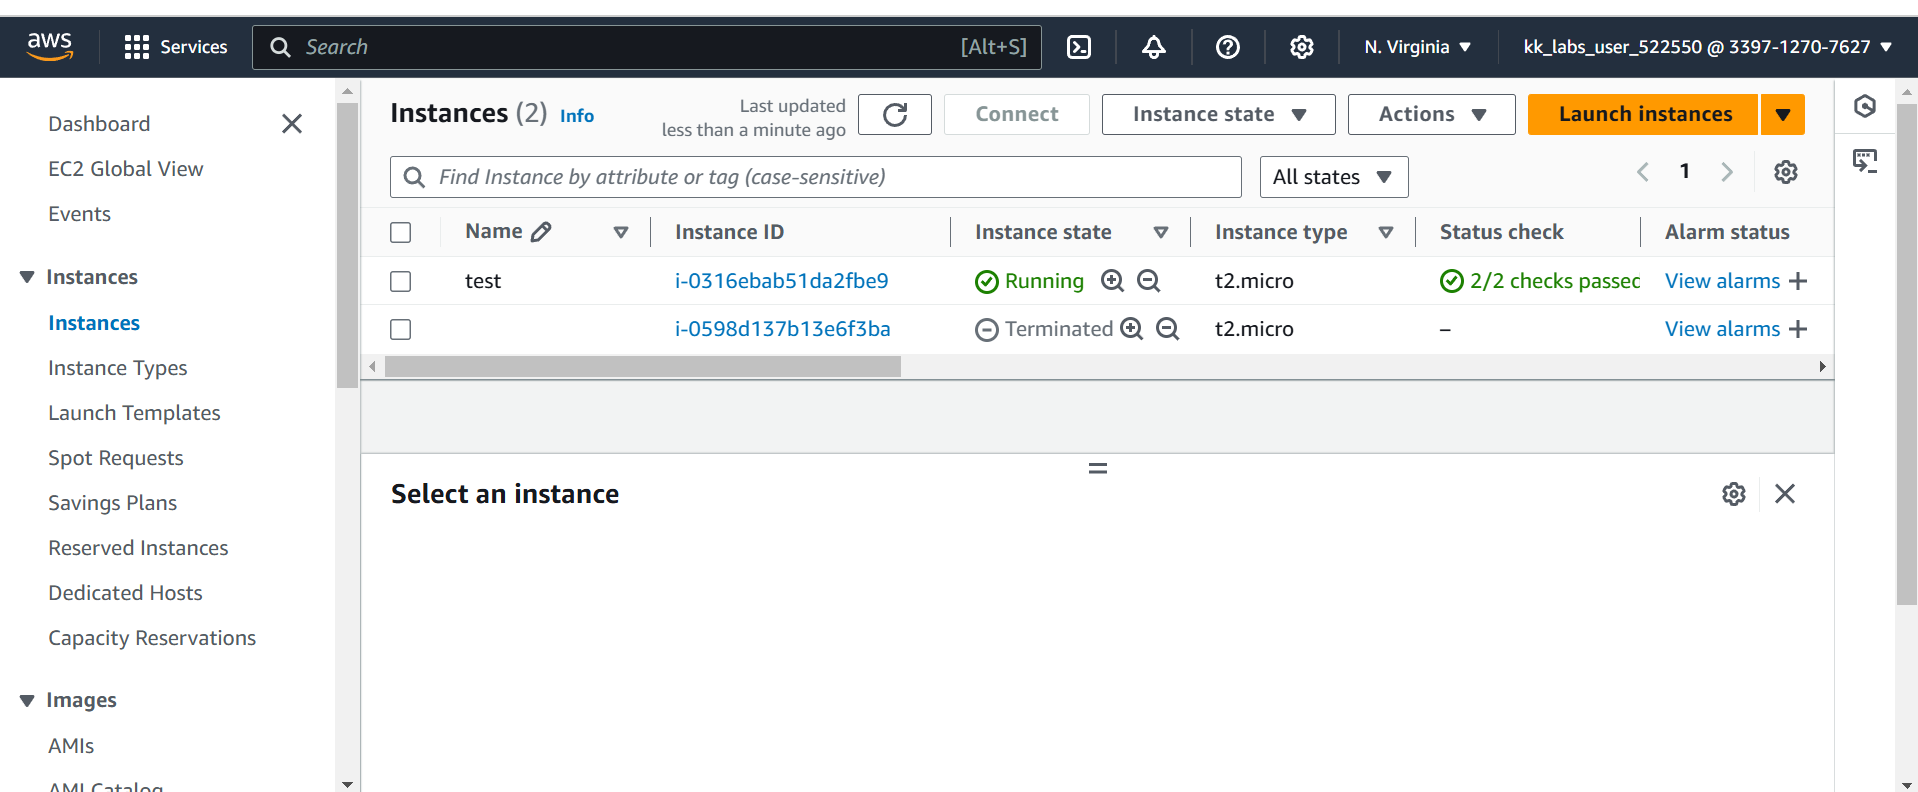 aws
Services
Search
[Alt+S]
N. Virginia
kk_labs_user_522550 @ 3397-1270-7627
Dashboard
EC2 Global View
Events
Instances
Instances
Instance Types
Launch Templates
Spot Requests
Savings Plans
Reserved Instances
Dedicated Hosts
Capacity Reservations
Images
AMIs
AMI Catalog
Instances (2) Info
Last updated
less than a minute ago
Connect
Instance state
Actions
Launch instances
Find Instance by attribute or tag (case-sensitive)
All states
1
Name Instance ID Instance state Instance type Status check Alarm status
test i-0316ebab51da2fbe9 Running t2.micro 2/2 checks passed View alarms
i-0598d137b13e6f3ba Terminated t2.micro – View alarms
Select an instance